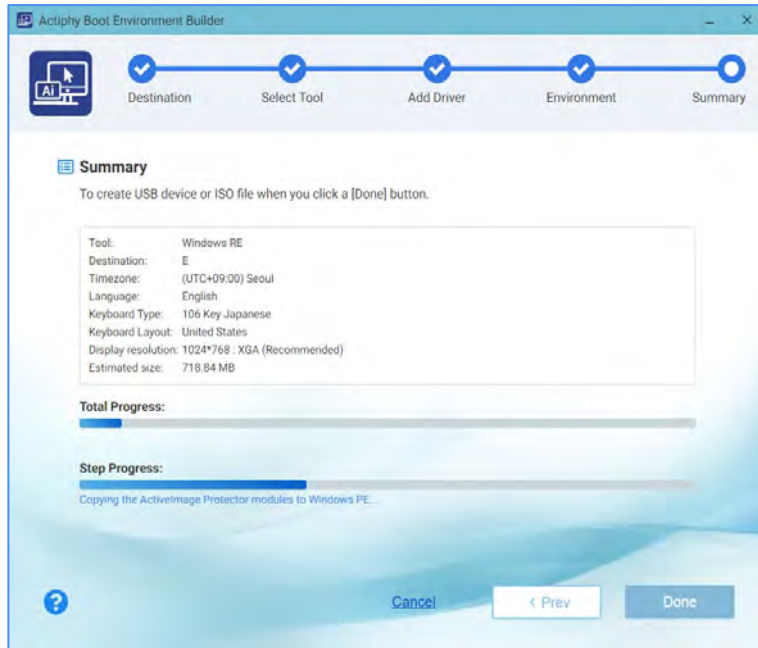 Actiphy Boot Environment Builder
Ai
Destination
Select Tool
Add Driver
Environment
Summary
Summary
To create USB device or ISO file when you click a [Done] button.
Tool: Windows RE
Destination: E
Timezone: (UTC+09:00) Seoul
Language: English
Keyboard Type: 106 Key Japanese
Keyboard Layout: United States
Display resolution: 1024*768 : XGA (Recommended)
Estimated size: 718.84 MB
Total Progress:
Step Progress:
Copying the ActiveImage Protector modules to Windows PE...
?
Cancel
< Prev
Done